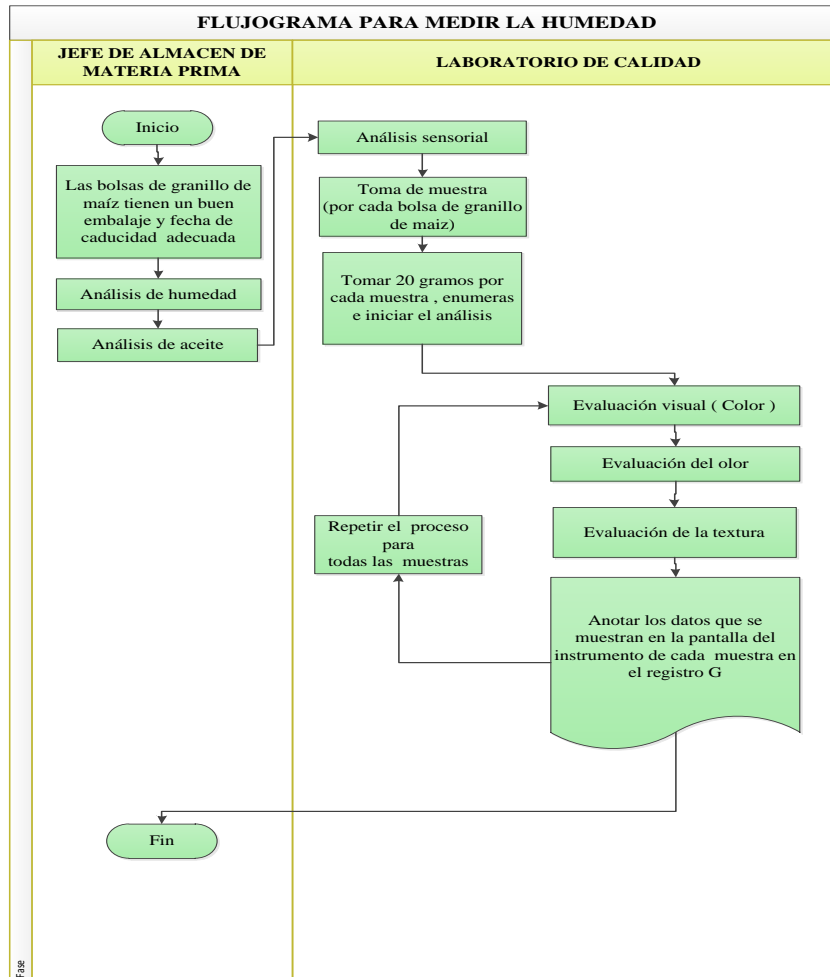 FLUJOGRAMA PARA MEDIR LA HUMEDAD
JEFE DE ALMACEN DE
MATERIA PRIMA
LABORATORIO DE CALIDAD
Inicio
Las bolsas de granillo de
maíz tienen un buen
embalaje y fecha de
caducidad adecuada
Análisis de humedad
Análisis de aceite
Análisis sensorial
Toma de muestra
(por cada bolsa de granillo
de maiz)
Tomar 20 gramos por
cada muestra , enumeras
e iniciar el análisis
Evaluación visual ( Color )
Evaluación del olor
Evaluación de la textura
Repetir el proceso
para
todas las muestras
Anotar los datos que se
muestran en la pantalla del
instrumento de cada muestra en
el registro G
Fin
Fase